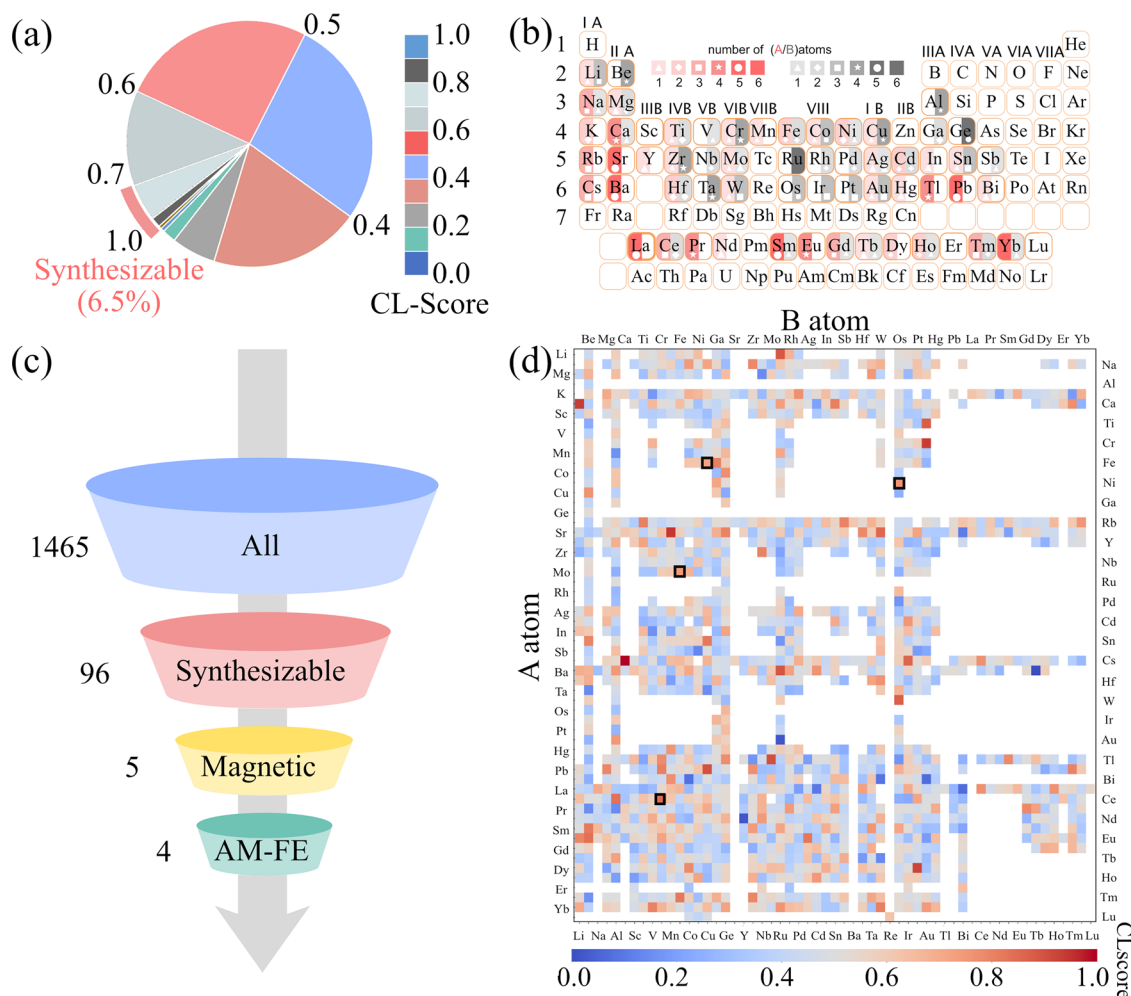 (a)
0.5
0.6
0.7
1.0
0.4
Synthesizable
(6.5%)
1.0
0.8
0.6
0.4
0.2
0.0
CL-Score
(b)
I A
II A
number of (A/B)atoms
1 2 3 4 5 6 1 2 3 4 5 6
IIIA IVA VA VIA VIIA
IIIB IVB VB VIB VIIB VIII I B IIB
1 H He
2 Li Be B C N O F Ne
3 Na Mg Al Si P S Cl Ar
4 K Ca Sc Ti V Cr Mn Fe Co Ni Cu Zn Ga Ge As Se Br Kr
5 Rb Sr Y Zr Nb Mo Tc Ru Rh Pd Ag Cd In Sn Sb Te I Xe
6 Cs Ba Hf Ta W Re Os Ir Pt Au Hg Tl Pb Bi Po At Rn
7 Fr Ra Rf Db Sg Bh Hs Mt Ds Rg Cn
La Ce Pr Nd Pm Sm Eu Gd Tb Dy Ho Er Tm Yb Lu
Ac Th Pa U Np Pu Am Cm Bk Cf Es Fm Md No Lr
(c)
1465
All
96
Synthesizable
5
Magnetic
4
AM-FE
(d)
B atom
Be Mg Ca Ti Cr Fe Ni Ga Sr Zr Mo Rh Ag In Sb Hf W Os Pt Hg Pb La Pr Sm Gd Dy Er Yb
A atom
Li
Mg
K
Sc
V
Mn
Co
Cu
Ge
Sr
Zr
Mo
Rh
Ag
In
Sb
Ba
Ta
Os
Pt
Hg
Pb
La
Pr
Sm
Gd
Dy
Er
Yb
Na
Al
Ca
Ti
Cr
Fe
Ni
Ga
Rb
Y
Nb
Ru
Pd
Cd
Sn
Cs
Hf
W
Ir
Au
Tl
Bi
Ce
Nd
Eu
Tb
Ho
Tm
Lu
Li Na Al Sc V Mn Co Cu Ge Y Nb Ru Pd Cd Sn Ba Ta Re Ir Au Tl Bi Ce Nd Eu Tb Ho Tm Lu
0.0 0.2 0.4 0.6 0.8 1.0
CLscore